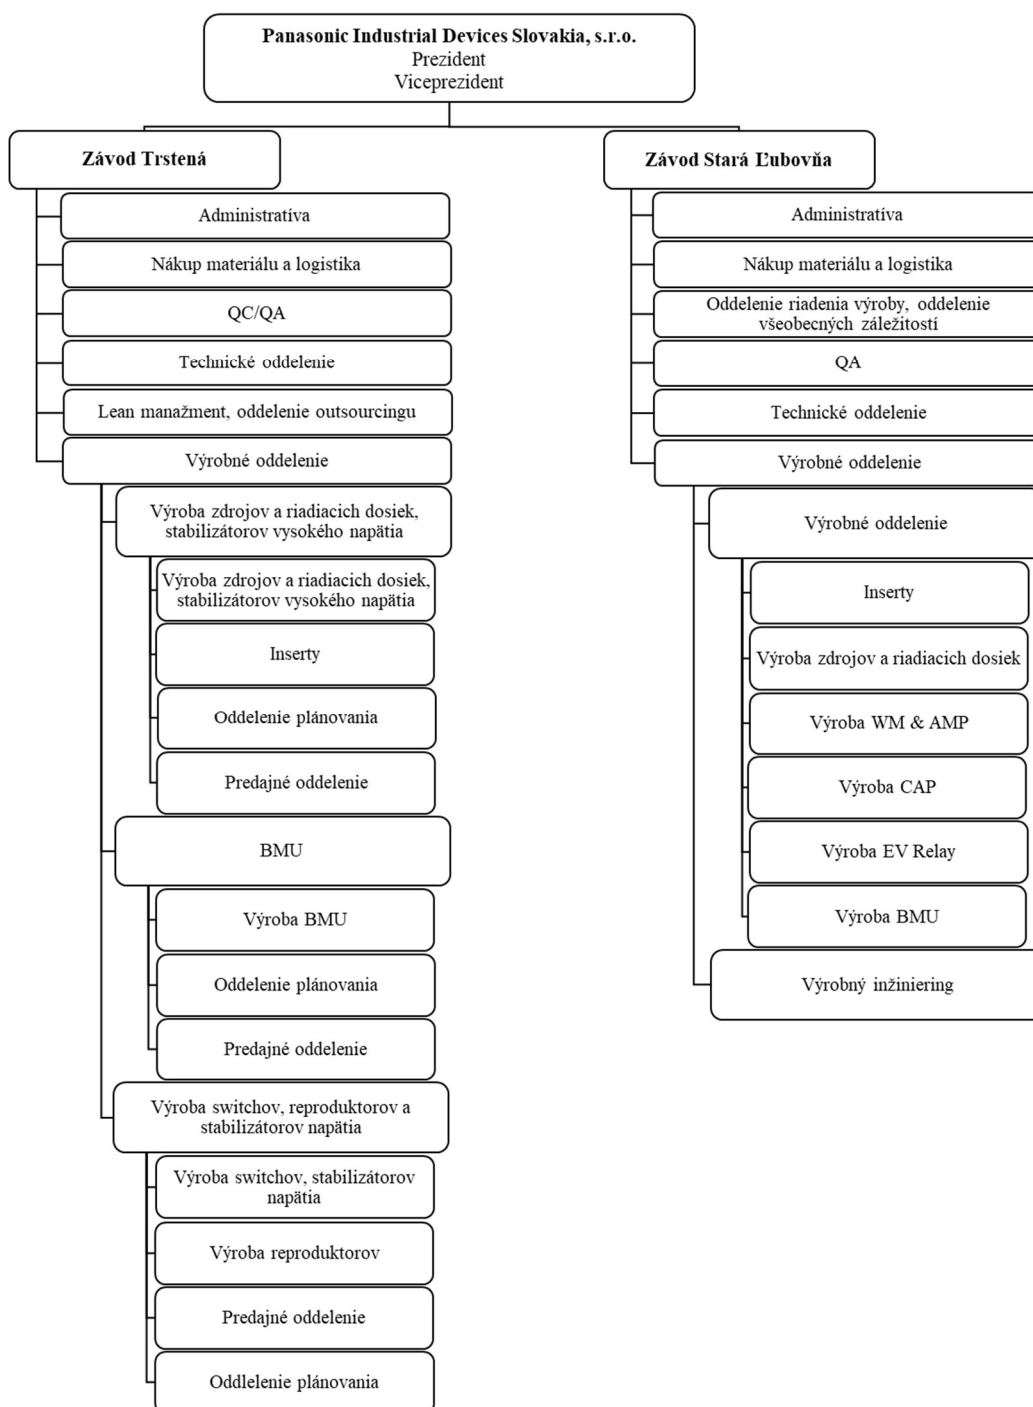 Panasonic Industrial Devices Slovakia, s.r.o.
Prezident
Viceprezident
Závod Trstená
Administratíva
Nákup materiálu a logistika
QC/QA
Technické oddelenie
Lean manažment, oddelenie outsourcingu
Výrobné oddelenie
Výroba zdrojov a riadiacich dosiek,
stabilizátorov vysokého napätia
Výroba zdrojov a riadiacich dosiek,
stabilizátorov vysokého napätia
Inserty
Oddelenie plánovania
Predajné oddelenie
BMU
Výroba BMU
Oddelenie plánovania
Predajné oddelenie
Výroba switchov, reproduktorov a
stabilizátorov napätia
Výroba switchov, stabilizátorov
napätia
Výroba reproduktorov
Predajné oddelenie
Oddlelenie plánovania
Závod Stará Ľubovňa
Administratíva
Nákup materiálu a logistika
Oddelenie riadenia výroby, oddelenie
všeobecných záležitostí
QA
Technické oddelenie
Výrobné oddelenie
Výrobné oddelenie
Inserty
Výroba zdrojov a riadiacich dosiek
Výroba WM & AMP
Výroba CAP
Výroba EV Relay
Výroba BMU
Výrobný inžiniering